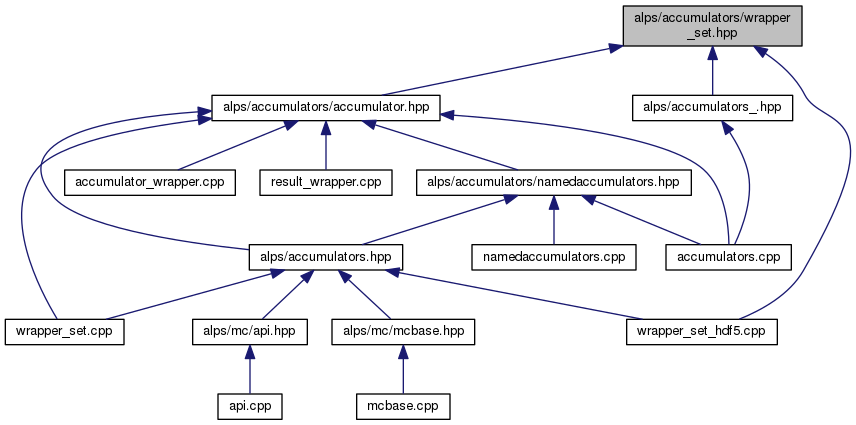 alps/accumulators/wrapper
_set.hpp
alps/accumulators/accumulator.hpp
alps/accumulators_.hpp
accumulator_wrapper.cpp
result_wrapper.cpp
alps/accumulators/namedaccumulators.hpp
alps/accumulators.hpp
namedaccumulators.cpp
accumulators.cpp
wrapper_set.cpp
alps/mc/api.hpp
alps/mc/mcbase.hpp
wrapper_set_hdf5.cpp
api.cpp
mcbase.cpp